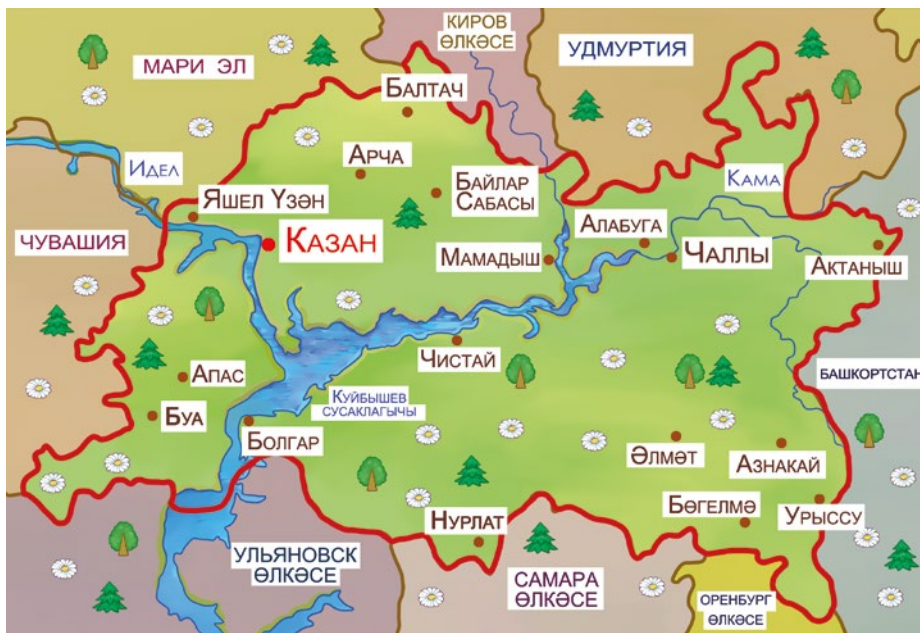 КИРОВ
ӨЛКӘСЕ
УДМУРТИЯ
МАРИ ЭЛ
БАЛТАЧ
АРЧА
ИДЕЛ
БАЙЛАР
САБАСЫ
КАМА
ЯШЕЛ ҮЗӘН
АЛАБУГА
ЧУВАШИЯ
КАЗАН
МАМАДЫШ
ЧАЛЛЫ
АКТАНЫШ
ЧИСТАЙ
АПАС
БАШКОРТСТАН
КУЙБЫШЕВ
СУСАКЛАГЫЧЫ
БУА
БОЛГАР
ӘЛМӘТ
АЗНАКАЙ
БӨГЕЛМӘ
УРЫССУ
НУРЛАТ
УЛЬЯНОВСК
ӨЛКӘСЕ
САМАРА
ӨЛКӘСЕ
ОРЕНБУРГ
ӨЛКӘСЕ